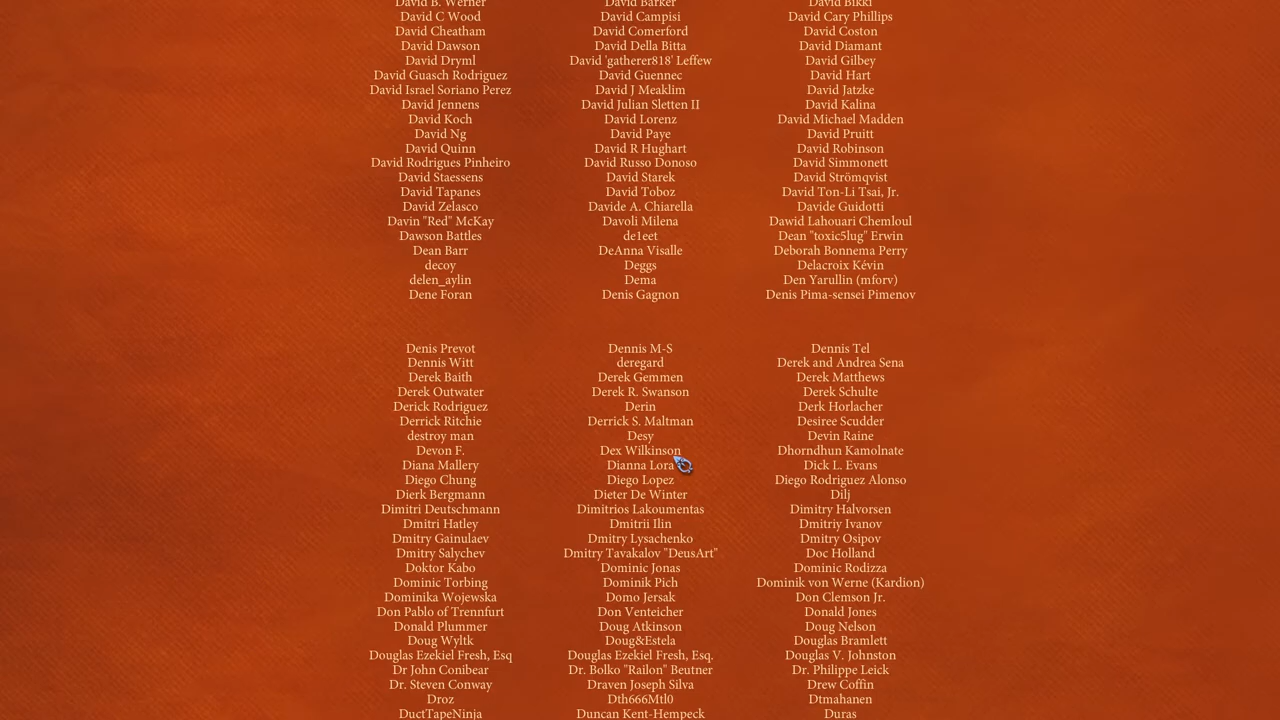 David B. Werner David Barker David Bikki
David C Wood David Campisi David Cary Phillips
David Cheatham David Comerford David Coston
David Dawson David Della Bitta David Diamant
David Dryml David 'gatherer818' Leffew David Gilbey
David Guasch Rodriguez David Guennec David Hart
David Israel Soriano Perez David J Meaklim David Jatzke
David Jennens David Julian Sletten II David Kalina
David Koch David Lorenz David Michael Madden
David Ng David Paye David Pruitt
David Quinn David R Hughart David Robinson
David Rodrigues Pinheiro David Russo Donoso David Simmonett
David Staessens David Starek David Strömqvist
David Tapanes David Toboz David Ton-Li Tsai, Jr.
David Zelasco Davide A. Chiarella Davide Guidotti
Davin "Red" McKay Davoli Milena Dawid Lahouari Chemloul
Dawson Battles de1eet Dean "toxic5lug" Erwin
Dean Barr DeAnna Visalle Deborah Bonnema Perry
decoy Deggs Delacroix Kévin
delen_aylin Dema Den Yarullin (mforv)
Dene Foran Denis Gagnon Denis Pima-sensei Pimenov
Denis Prevot Dennis M-S Dennis Tel
Dennis Witt deregard Derek and Andrea Sena
Derek Baith Derek Gemmen Derek Matthews
Derek Outwater Derek R. Swanson Derek Schulte
Derick Rodriguez Derin Derk Horlacher
Derrick Ritchie Derrick S. Maltman Desiree Scudder
destroy man Desy Devin Raine
Devon F. Dex Wilkinson Dhorndhun Kamolnate
Diana Mallery Dianna Lora Dick L. Evans
Diego Chung Diego Lopez Diego Rodriguez Alonso
Dierk Bergmann Dieter De Winter Dilj
Dimitri Deutschmann Dimitrios Lakoumentas Dimitry Halvorsen
Dmitri Hatley Dmitrii Ilin Dmitriy Ivanov
Dmitry Gainulaev Dmitry Lysachenko Dmitry Osipov
Dmitry Salychev Dmitry Tavakalov "DeusArt" Doc Holland
Doktor Kabo Dominic Jonas Dominic Rodizza
Dominic Torbing Dominik Pich Dominik von Werne (Kardion)
Dominika Wojewska Domo Jersak Don Clemson Jr.
Don Pablo of Trennfurt Don Venteicher Donald Jones
Donald Plummer Doug Atkinson Doug Nelson
Doug Wyltk Doug&Estela Douglas Bramlett
Douglas Ezekiel Fresh, Esq Douglas Ezekiel Fresh, Esq. Douglas V. Johnston
Dr John Conibear Dr. Bolko "Railon" Beutner Dr. Philippe Leick
Dr. Steven Conway Draven Joseph Silva Drew Coffin
Droz Dth666Mtl0 Dtmahanen
DuctTapeNinja Duncan Kent-Hempeck Duras